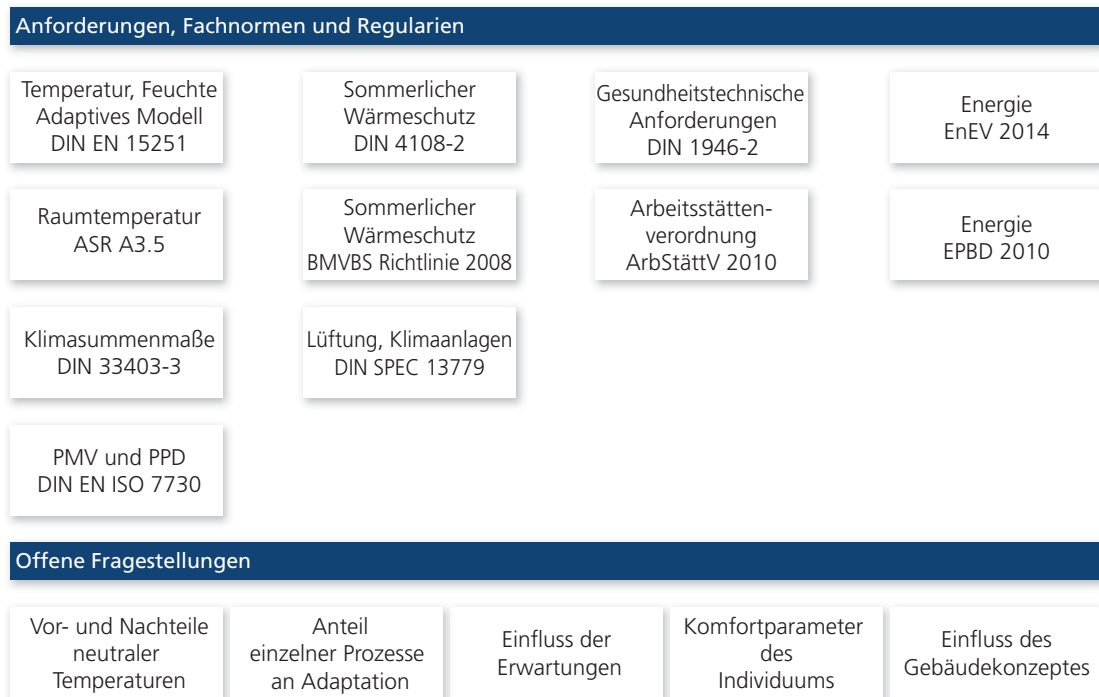 Anforderungen, Fachnormen und Regularien
Temperatur, Feuchte
Adaptives Modell
DIN EN 15251
Sommerlicher
Wärmeschutz
DIN 4108-2
Gesundheitstechnische
Anforderungen
DIN 1946-2
Energie
EnEV 2014
Raumtemperatur
ASR A3.5
Sommerlicher
Wärmeschutz
BMVBS Richtlinie 2008
Arbeitsstätten-
verordnung
ArbStättV 2010
Energie
EPBD 2010
Klimasummenmaße
DIN 33403-3
Lüftung, Klimaanlagen
DIN SPEC 13779
PMV und PPD
DIN EN ISO 7730
Offene Fragestellungen
Vor- und Nachteile
neutraler
Temperaturen
Anteil
einzelner Prozesse
an Adaptation
Einfluss der
Erwartungen
Komfortparameter
des
Individuums
Einfluss des
Gebäudekonzeptes